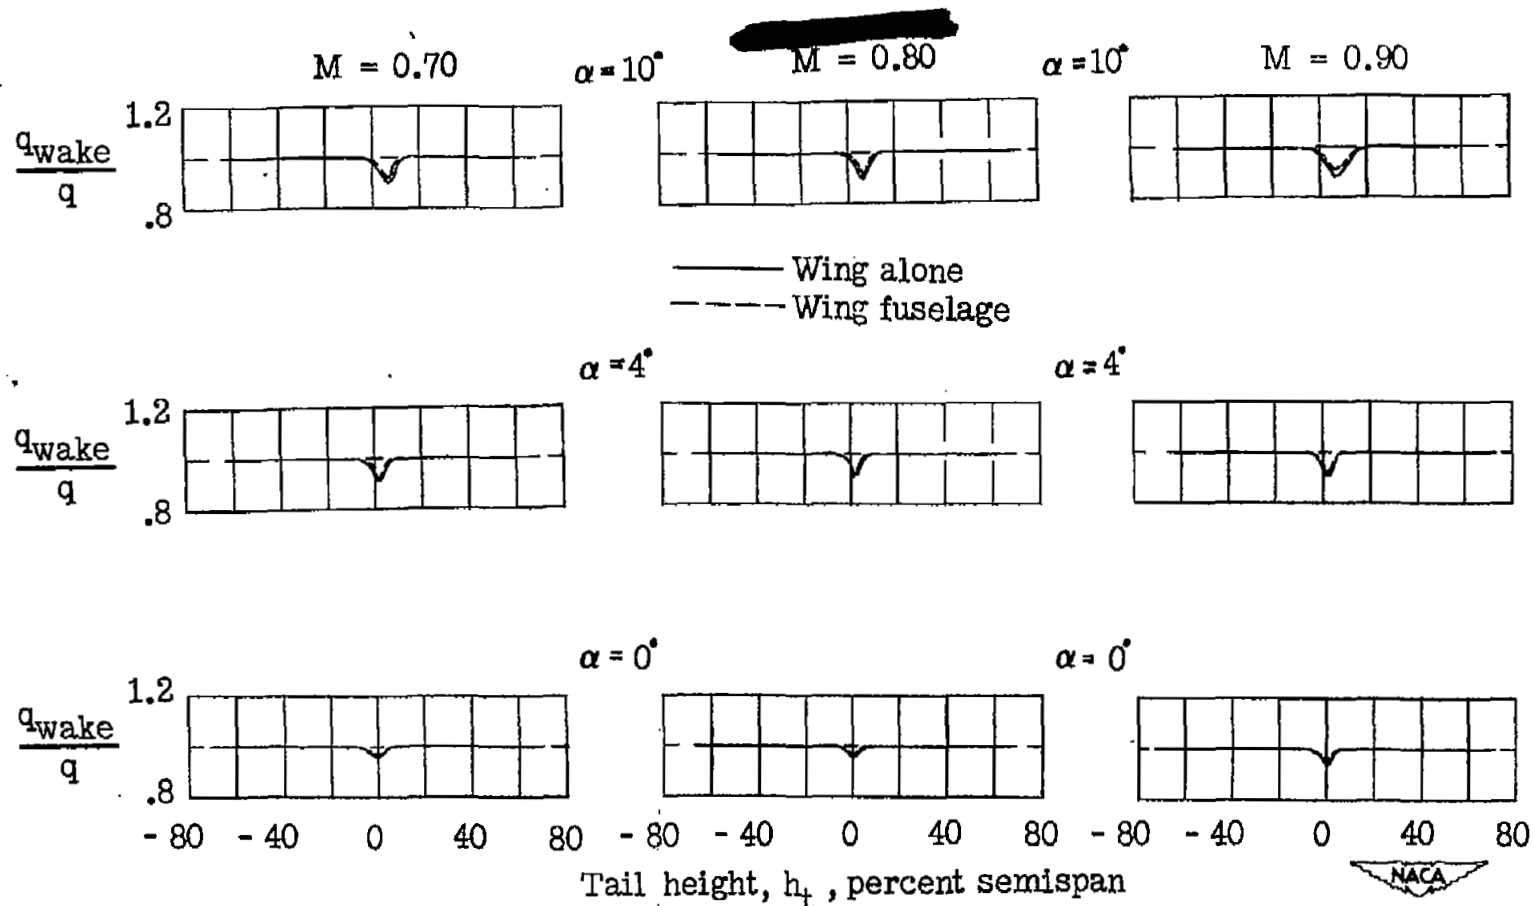 M = 0.70 α = 10° M = 0.80 α = 10° M = 0.90
1.2
q_wake
q
.8
Wing alone
Wing fuselage
α = 4° α = 4°
1.2
q_wake
q
.8
α = 0° α = 0°
1.2
q_wake
q
.8
- 80 - 40 0 40 80 - 80 - 40 0 40 80 - 80 - 40 0 40 80
Tail height, h_t , percent semispan
NACA